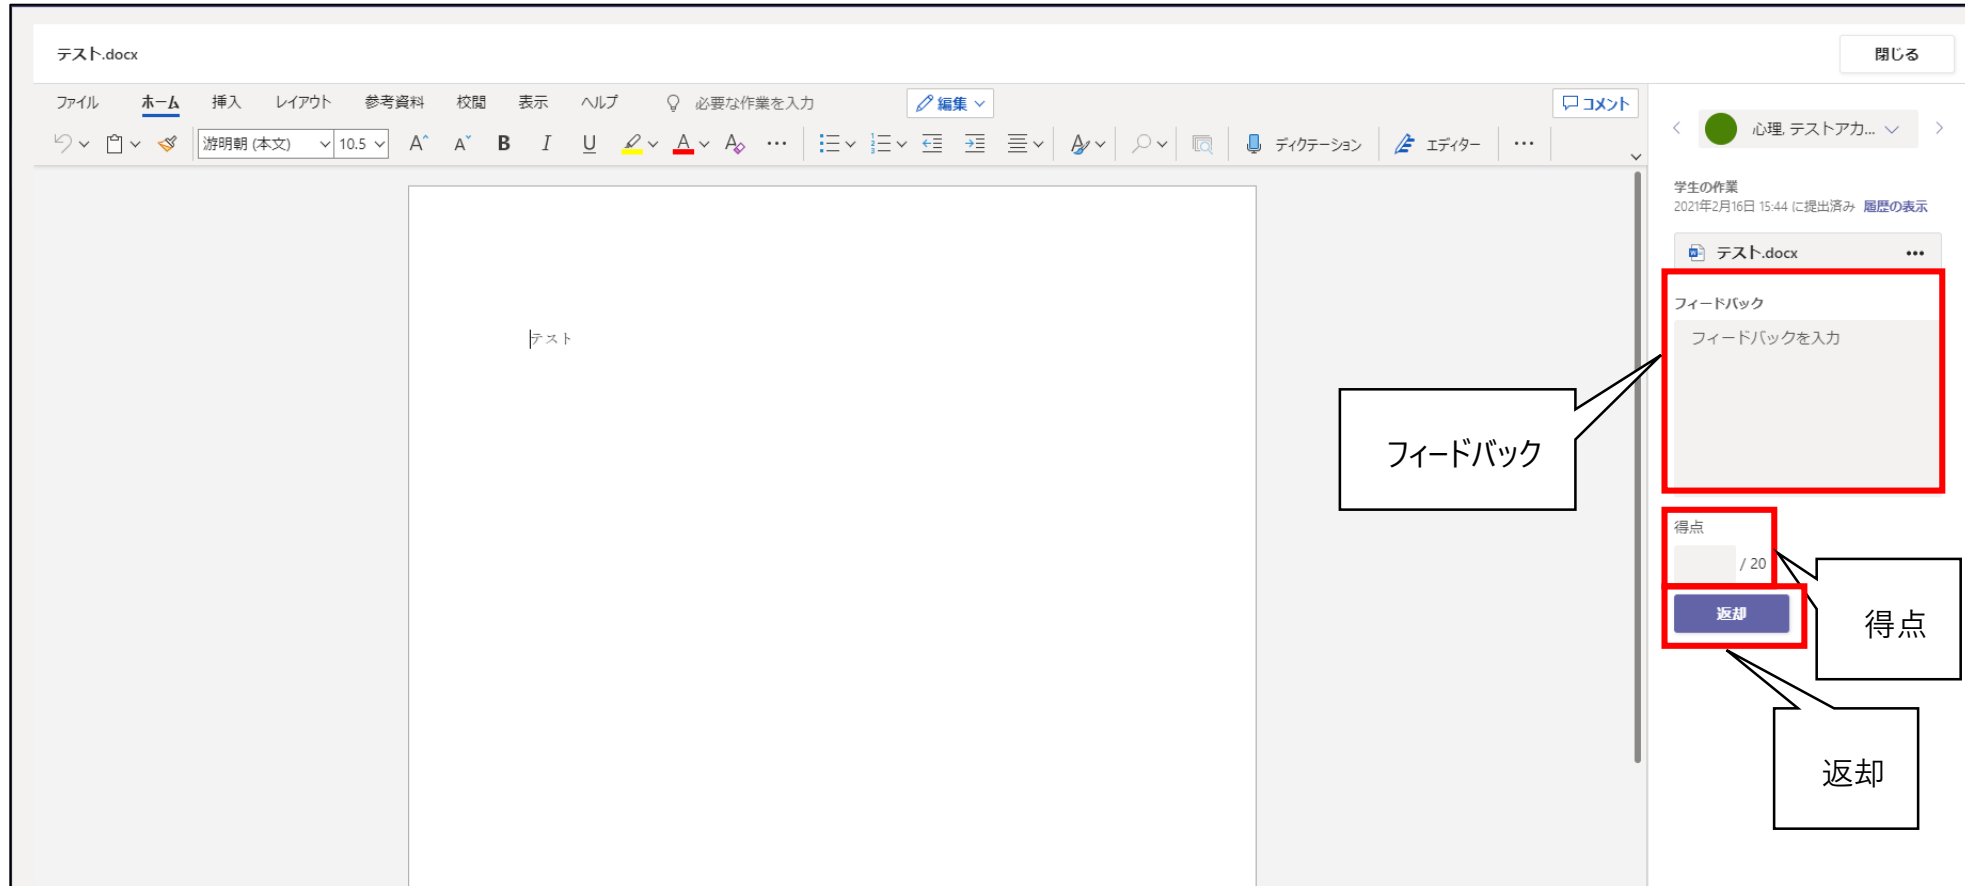 テスト.docx
閉じる
ファイル ホーム 挿入 レイアウト 参考資料 校閲 表示 ヘルプ 必要な作業を入力 編集 コメント
游明朝 (本文) 10.5 A A B I U A A ディクテーション エディター
心理, テストアカ...
学生の作業
2021年2月16日 15:44 に提出済み 履歴の表示
テスト.docx
フィードバック
フィードバックを入力
テスト
フィードバック
得点
/ 20
返却
得点
返却